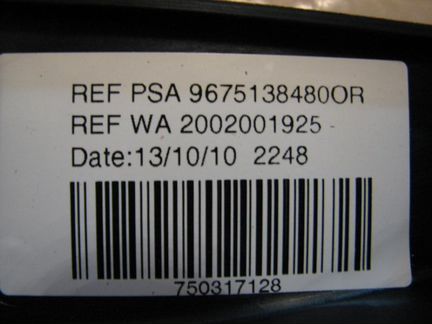 REF PSA 9675138480OR
REF WA 2002001925 -
Date:13/10/10 2248
750317128